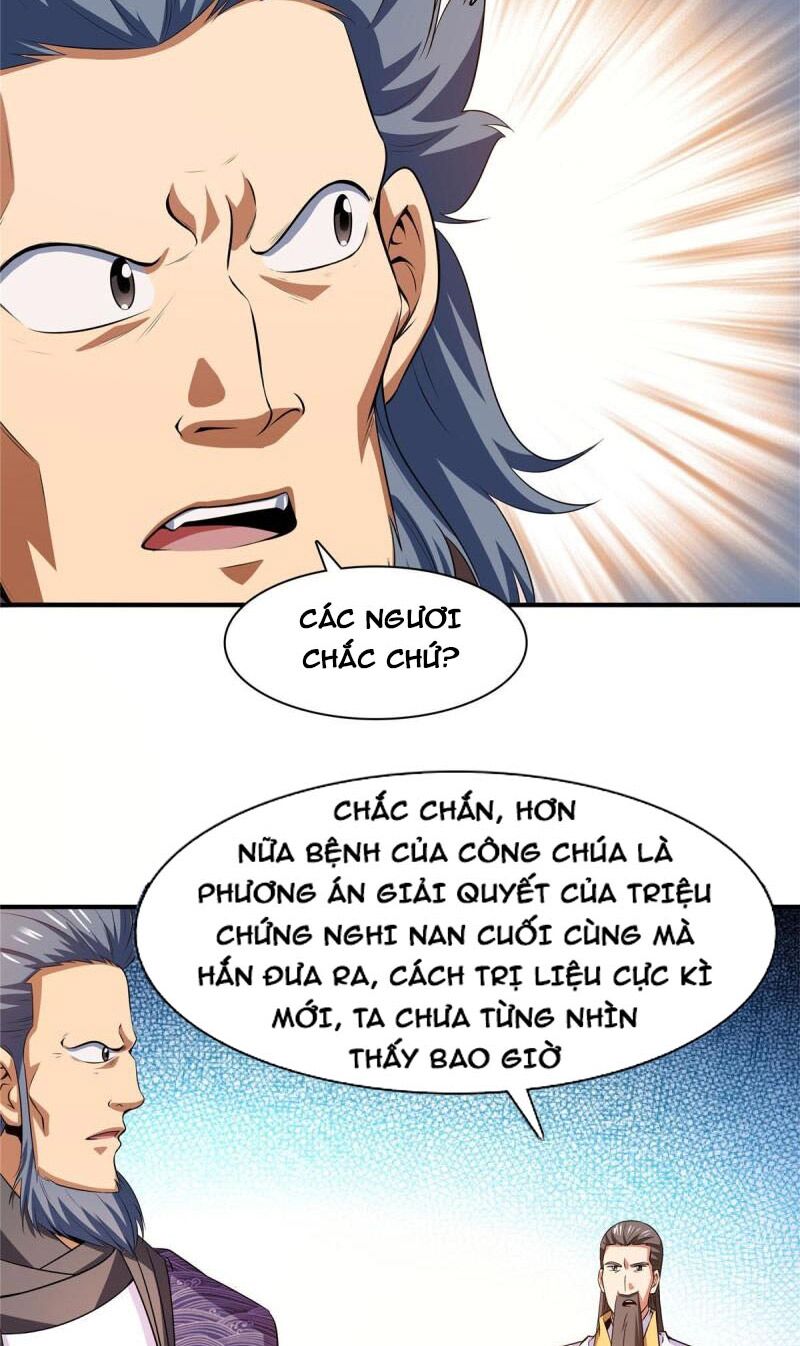 CÁC NGƯƠI
CHẮC CHỨ?
CHẮC CHẮN, HƠN
NỮA BỆNH CỦA CÔNG CHÚA LÀ
PHƯƠNG ÁN GIẢI QUYẾT CỦA TRIỆU
CHỨNG NGHI NAN CUỐI CÙNG MÀ
HẮN ĐƯA RA, CÁCH TRỊ LIỆU CỰC KÌ
MỚI, TA CHƯA TỪNG NHÌN
THẤY BAO GIỜ